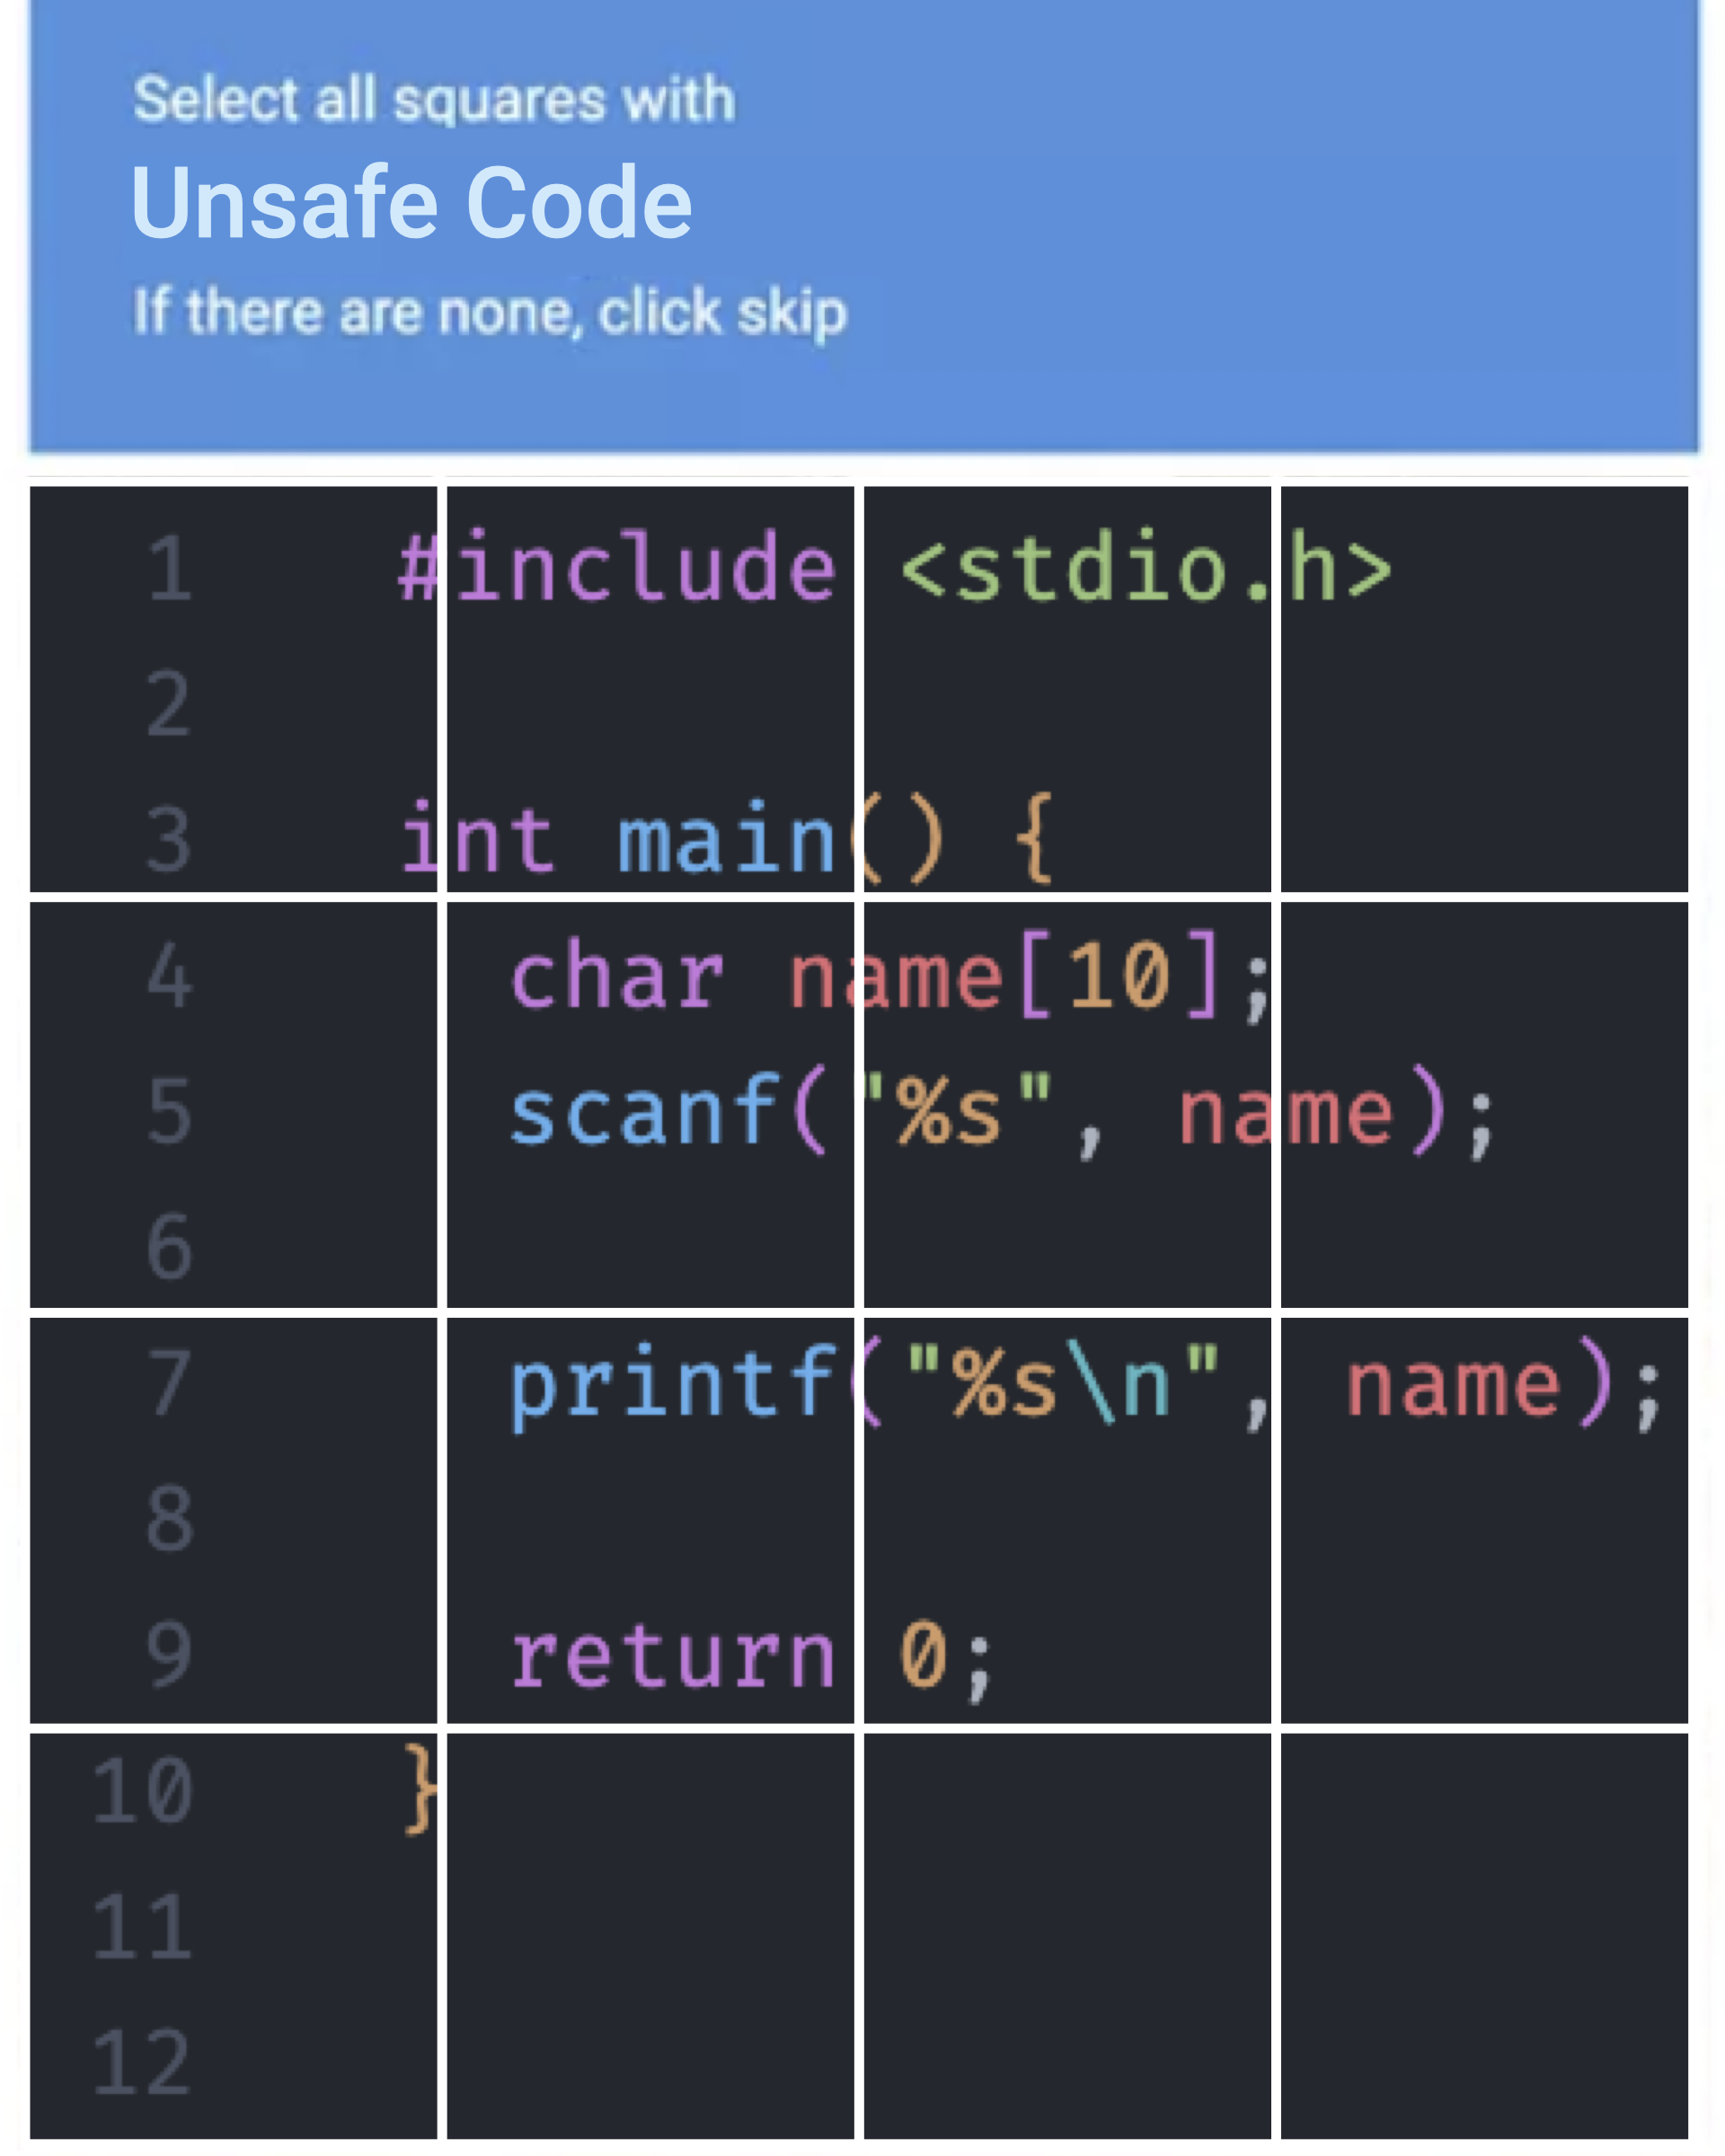 Select all squares with
Unsafe Code
If there are none, click skip
1 #include <stdio.h>
2
3 int main() {
4 char name[10];
5 scanf("%s", name);
6
7 printf("%s\n", name);
8
9 return 0;
10 }
11
12